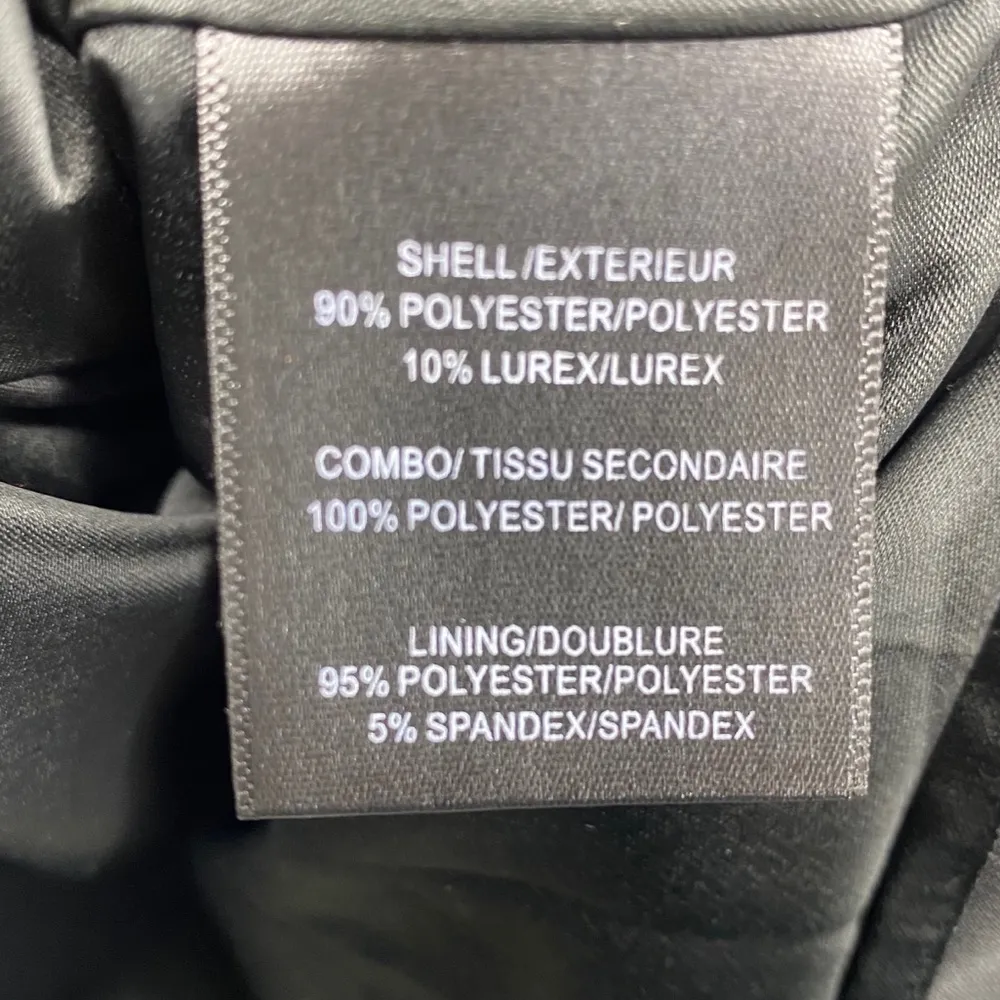 SHELL /EXTERIEUR
90% POLYESTER/POLYESTER
10% LUREX/LUREX
COMBO/ TISSU SECONDAIRE
100% POLYESTER/ POLYESTER
LINING/DOUBLURE
95% POLYESTER/POLYESTER
5% SPANDEX/SPANDEX